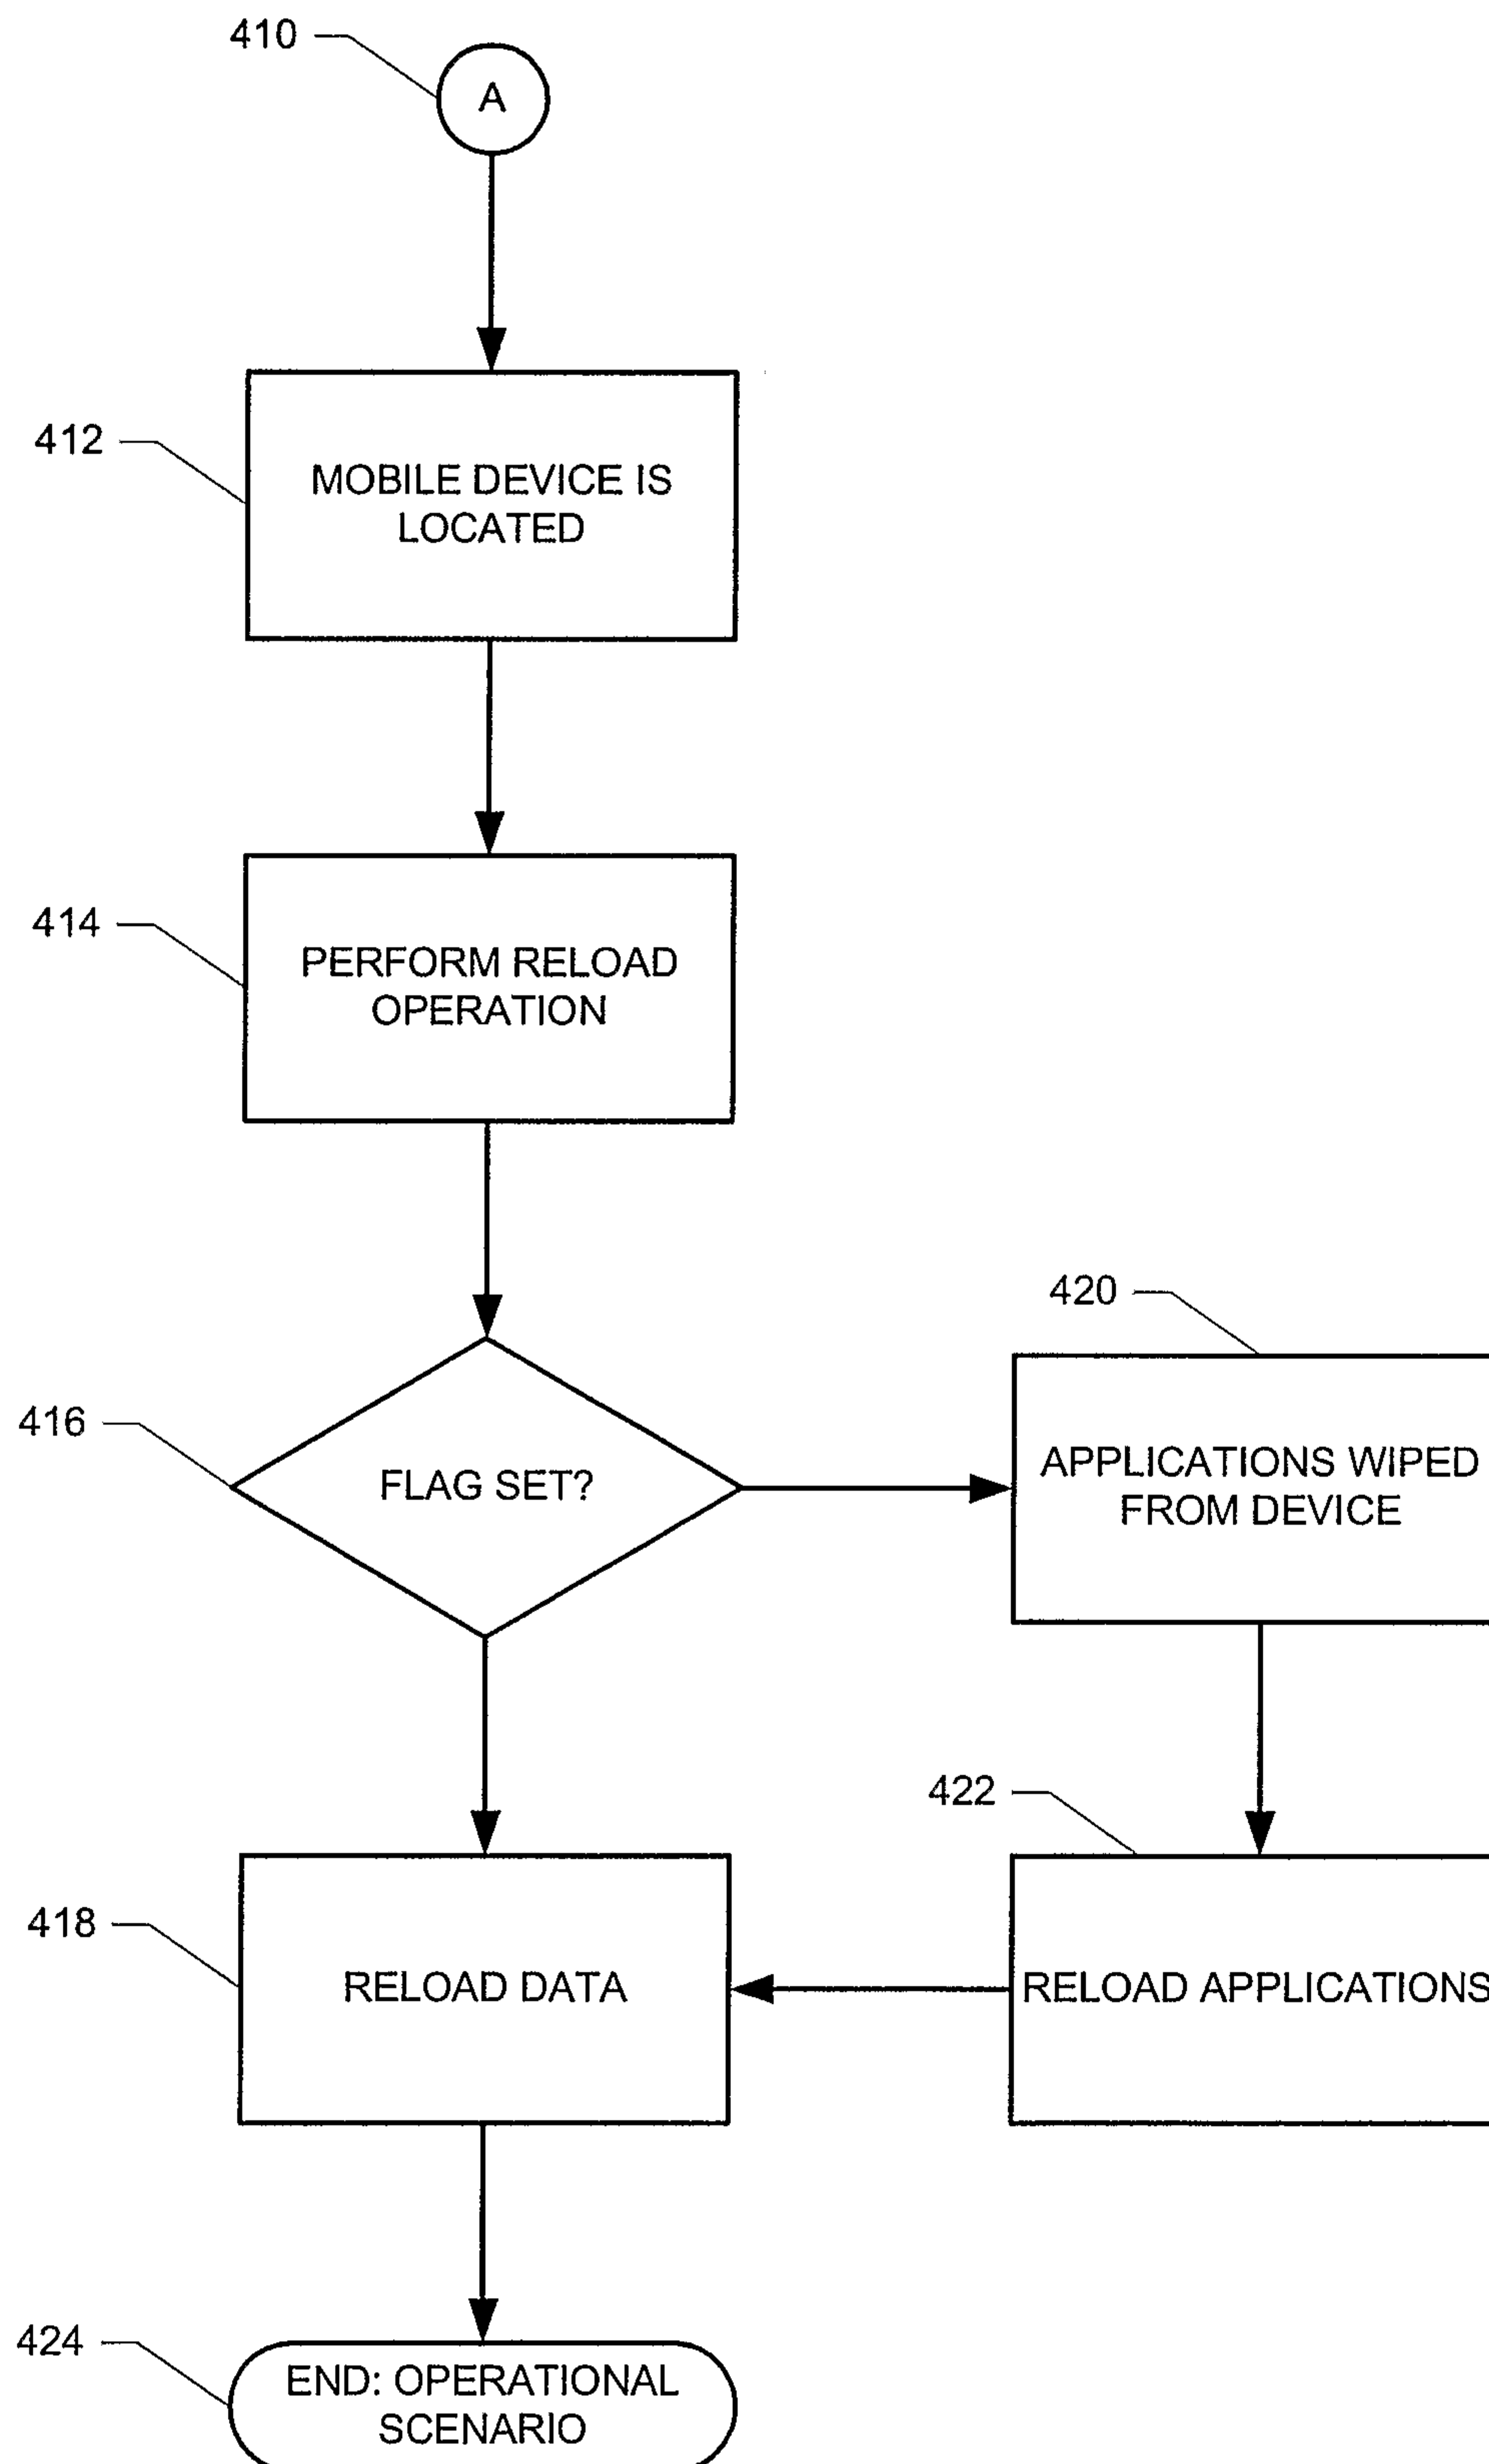 410
A
412
MOBILE DEVICE IS
LOCATED
414
PERFORM RELOAD
OPERATION
416
FLAG SET?
420
APPLICATIONS WIPED
FROM DEVICE
422
RELOAD APPLICATIONS
418
RELOAD DATA
424
END: OPERATIONAL
SCENARIO